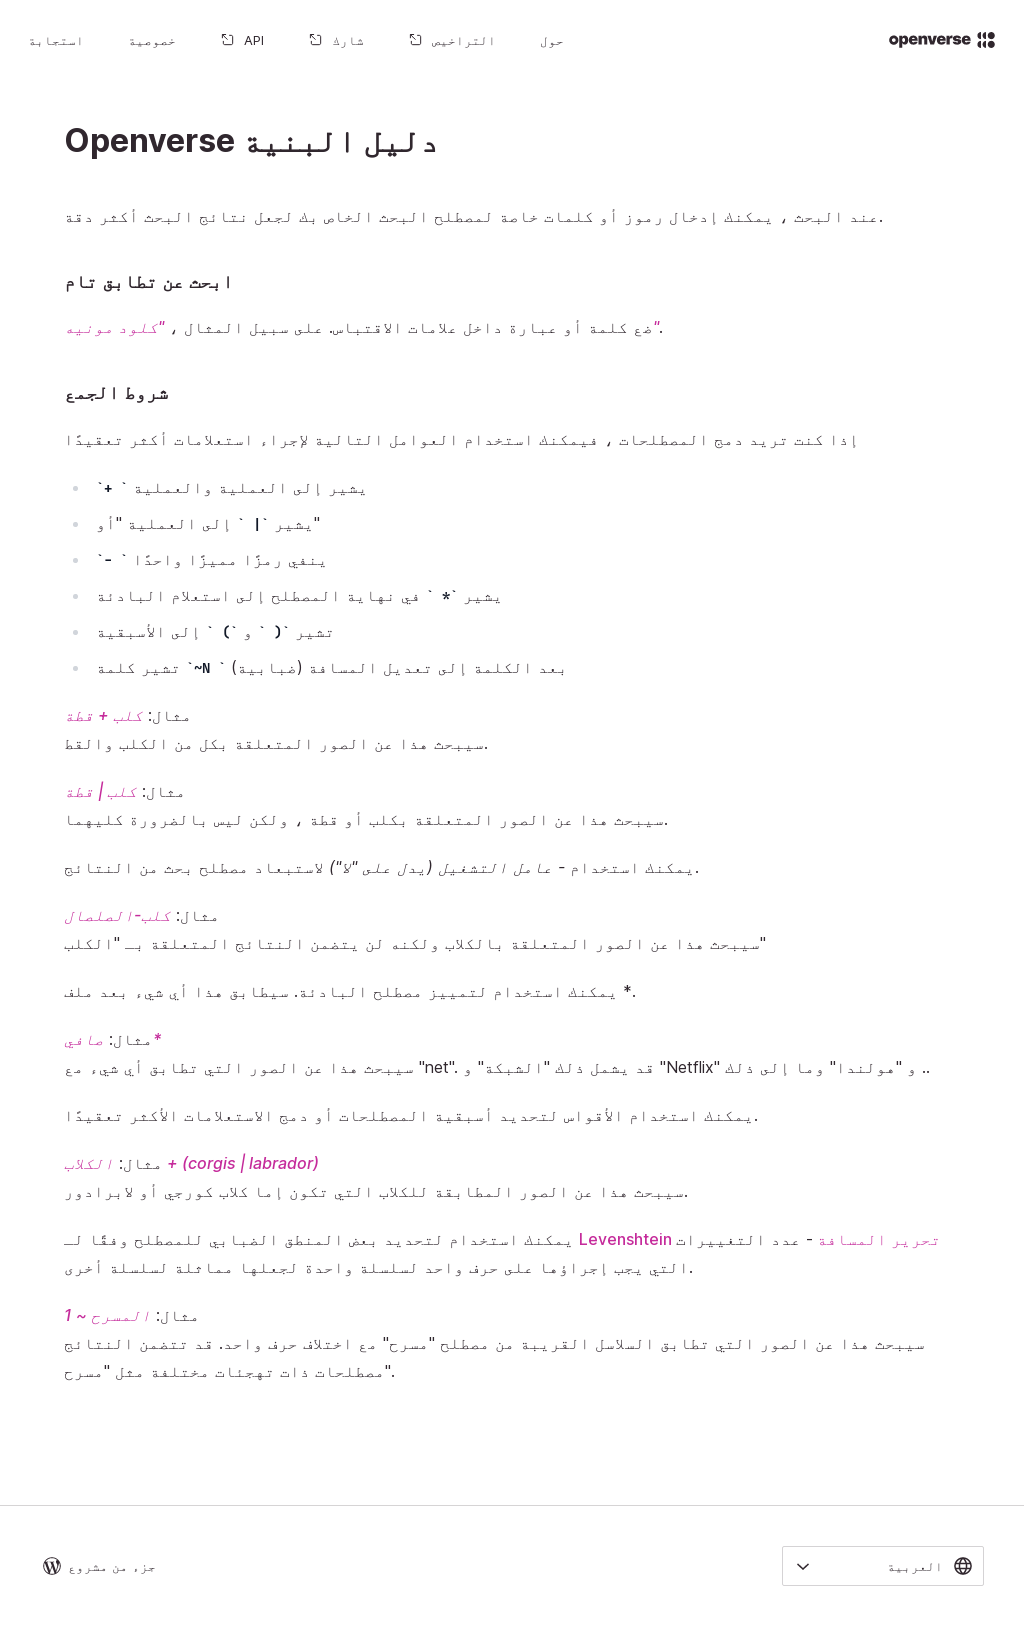 openverse
حول
التراخيص
شارك
API
خصوصية
استجابة
دليل البنية Openverse
عند البحث ، يمكنك إدخال رموز أو كلمات خاصة لمصطلح البحث الخاص بك لجعل نتائج البحث أكثر دقة.
ابحث عن تطابق تام
ضع كلمة أو عبارة داخل علامات الاقتباس. على سبيل المثال ، "كلود مونيه".
شروط الجمع
إذا كنت تريد دمج المصطلحات ، فيمكنك استخدام العوامل التالية لإجراء استعلامات أكثر تعقيدًا
يشير إلى العملية والعملية `+ `
يشير `| ` إلى العملية "أو"
ينفي رمزًا مميزًا واحدًا `- `
يشير `* ` في نهاية المصطلح إلى استعلام البادئة
تشير `( ` و `) ` إلى الأسبقية
تشير كلمة `~N ` بعد الكلمة إلى تعديل المسافة (ضبابية)
مثال: كلب + قطة
سيبحث هذا عن الصور المتعلقة بكل من الكلب والقط.
مثال: كلب | قطة
سيبحث هذا عن الصور المتعلقة بكلب أو قطة ، ولكن ليس بالضرورة كليهما.
يمكنك استخدام - عامل التشغيل (يدل على "لا") لاستبعاد مصطلح بحث من النتائج.
مثال: كلب-الصلصال
سيبحث هذا عن الصور المتعلقة بالكلاب ولكنه لن يتضمن النتائج المتعلقة بـ "الكلب"
يمكنك استخدام لتمييز مصطلح البادئة. سيطابق هذا أي شيء بعد ملف *.
مثال: صافي*
سيبحث هذا عن الصور التي تطابق أي شيء مع "net". قد يشمل ذلك "الشبكة" و "Netflix" و "هولندا" وما إلى ذلك ..
يمكنك استخدام الأقواس لتحديد أسبقية المصطلحات أو دمج الاستعلامات الأكثر تعقيدًا.
مثال: الكلاب + (corgis | labrador)
سيبحث هذا عن الصور المطابقة للكلاب التي تكون إما كلاب كورجي أو لابرادور.
يمكنك استخدام لتحديد بعض المنطق الضبابي للمصطلح وفقًا لـ Levenshtein تحرير المسافة - عدد التغييرات
التي يجب إجراؤها على حرف واحد لسلسلة واحدة لجعلها مماثلة لسلسلة أخرى.
مثال: المسرح ~ 1
سيبحث هذا عن الصور التي تطابق السلاسل القريبة من مصطلح "مسرح" مع اختلاف حرف واحد. قد تتضمن النتائج
مصطلحات ذات تهجئات مختلفة مثل "مسرح".
العربية
جزء من مشروع